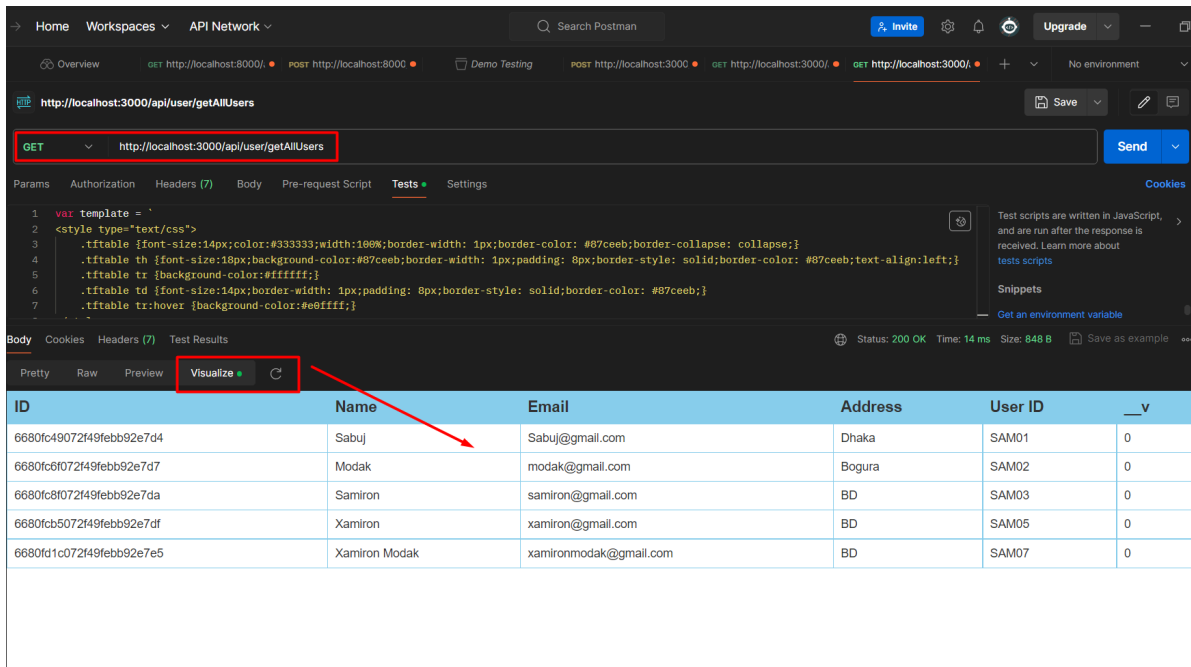 Home Workspaces API Network Search Postman Invite Upgrade
Overview GET http://localhost:8000/. POST http://localhost:8000 Demo Testing POST http://localhost:3000 GET http://localhost:3000/. GET http://localhost:3000/. No environment
HTTP http://localhost:3000/api/user/getAllUsers Save
GET http://localhost:3000/api/user/getAllUsers Send
Params Authorization Headers (7) Body Pre-request Script Tests Settings Cookies
1 var template = `
2 <style type="text/css">
3 .tftable {font-size:14px;color:#333333;width:100%;border-width: 1px;border-color: #87ceeb;border-collapse: collapse;}
4 .tftable th {font-size:18px;background-color:#87ceeb;border-width: 1px;padding: 8px;border-style: solid;border-color: #87ceeb;text-align:left;}
5 .tftable tr {background-color:#ffffff;}
6 .tftable td {font-size:14px;border-width: 1px;padding: 8px;border-style: solid;border-color: #87ceeb;}
7 .tftable tr:hover {background-color:#e0ffff;}
Test scripts are written in JavaScript,
and are run after the response is
received. Learn more about
tests scripts
Snippets
Get an environment variable
Body Cookies Headers (7) Test Results Status: 200 OK Time: 14 ms Size: 848 B Save as example
Pretty Raw Preview Visualize
ID Name Email Address User ID __v
6680fc49072f49febb92e7d4 Sabuj Sabuj@gmail.com Dhaka SAM01 0
6680fc6f072f49febb92e7d7 Modak modak@gmail.com Bogura SAM02 0
6680fc8f072f49febb92e7da Samiron samiron@gmail.com BD SAM03 0
6680fcb5072f49febb92e7df Xamiron xamiron@gmail.com BD SAM05 0
6680fd1c072f49febb92e7e5 Xamiron Modak xamironmodak@gmail.com BD SAM07 0